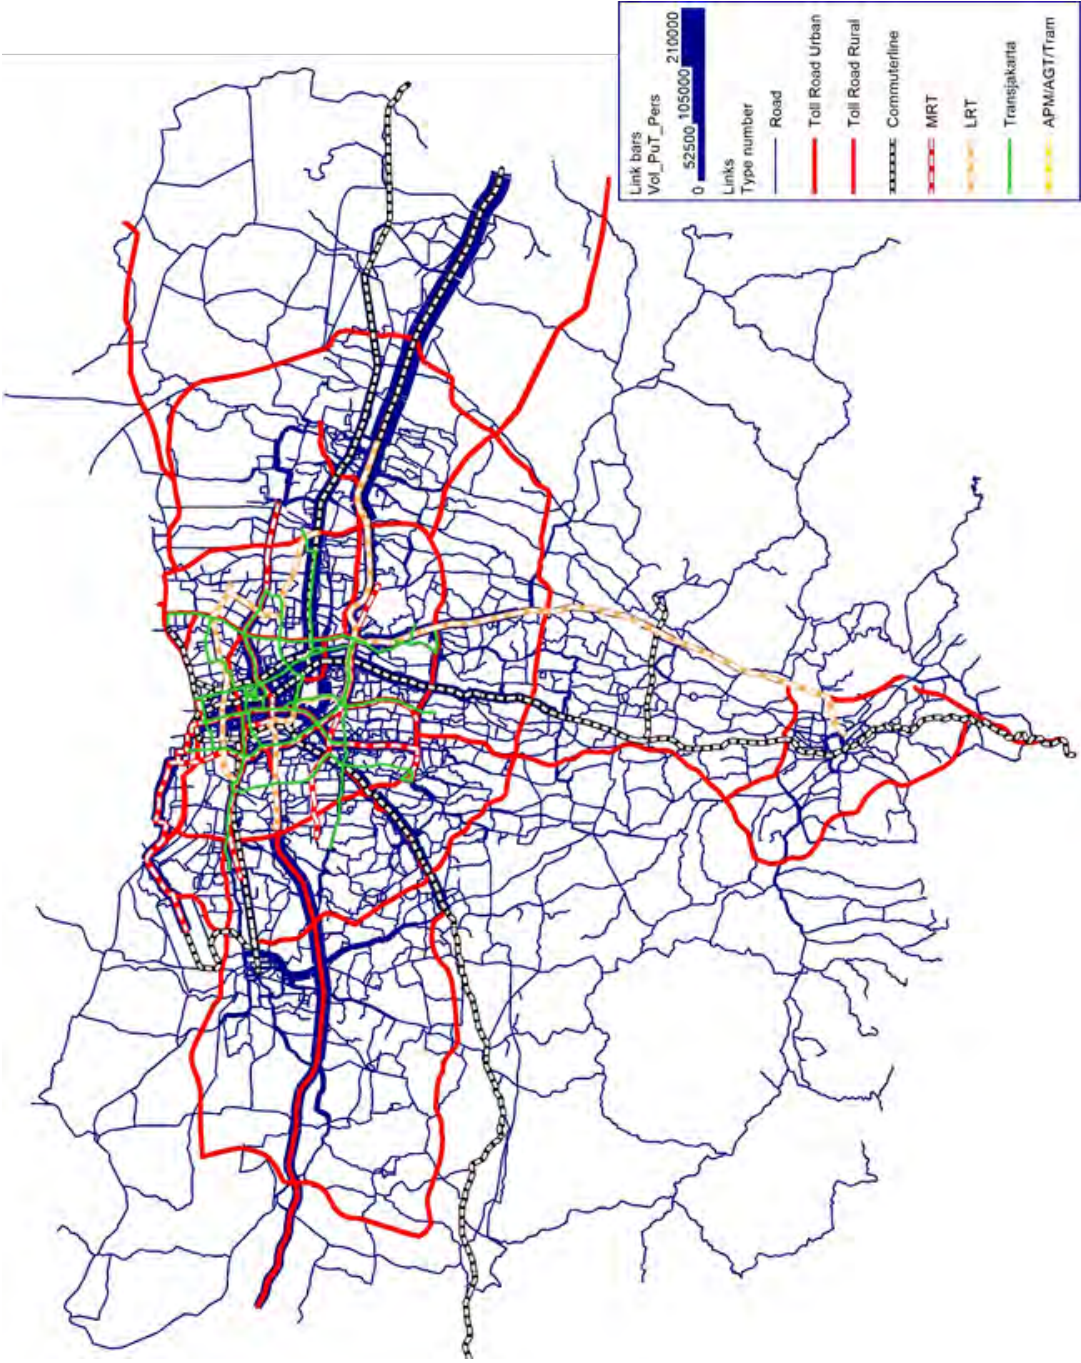 Link bars
Vol_PuT_Pers
0 52500 105000 210000
Links
Type number
Road
Toll Road Urban
Toll Road Rural
Commuterline
MRT
LRT
Transjakarta
APM/AGT/Tram